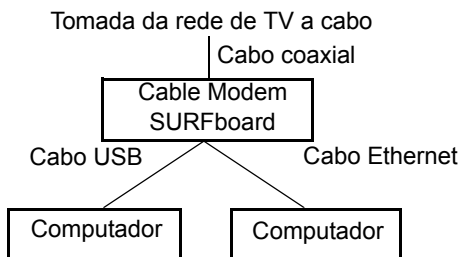 Tomada da rede de TV a cabo
Cabo coaxial
Cable Modem
SURFboard
Cabo USB
Cabo Ethernet
Computador
Computador